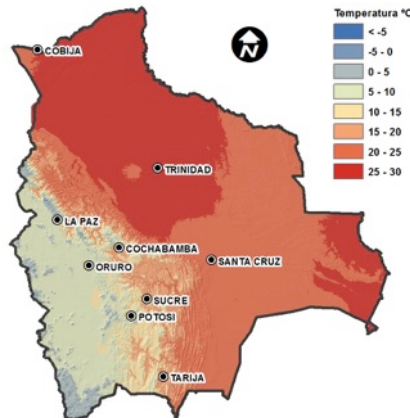 Temperatura ºC
< -5
-5 - 0
0 - 5
5 - 10
10 - 15
15 - 20
20 - 25
25 - 30
N
COBIJA
TRINIDAD
LA PAZ
COCHABAMBA
ORURO
SANTA CRUZ
SUCRE
POTOSI
TARIJA